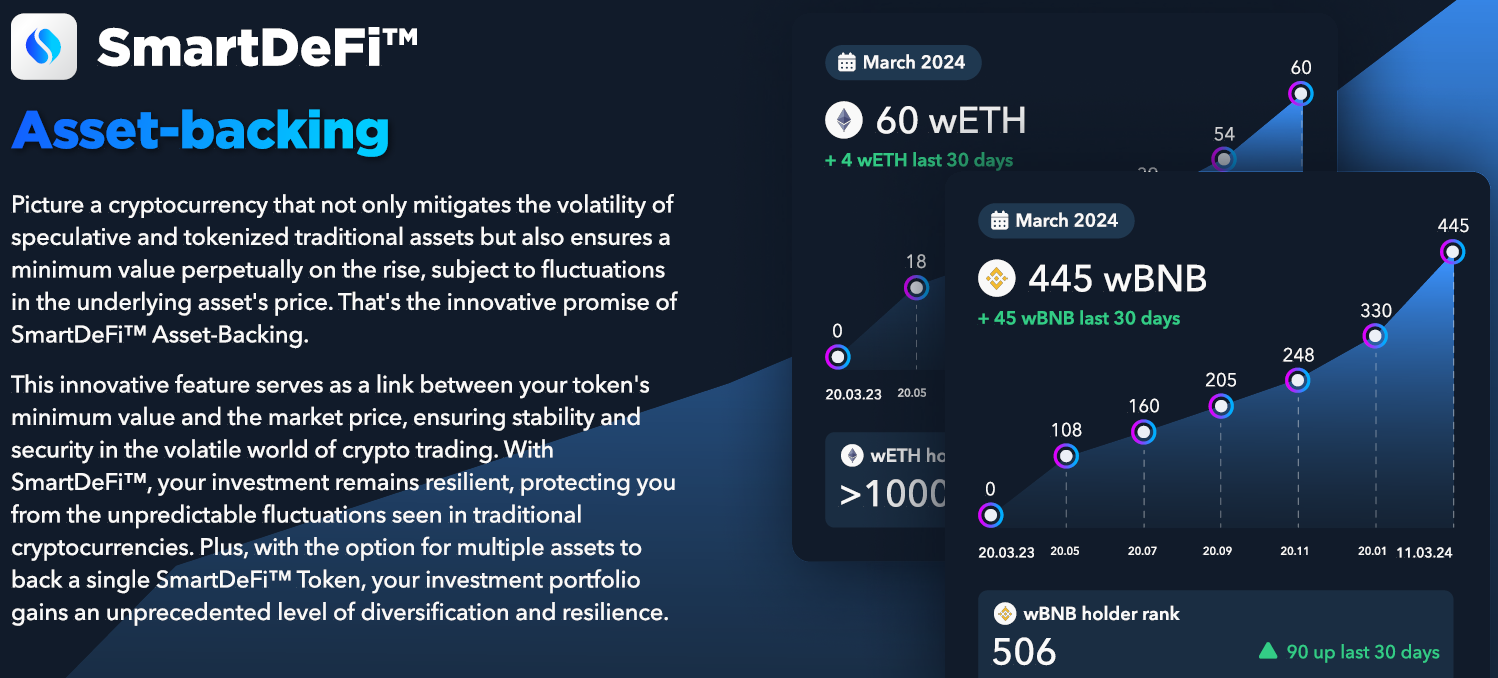 SmartDeFi™
Asset-backing
Picture a cryptocurrency that not only mitigates the volatility of
speculative and tokenized traditional assets but also ensures a
minimum value perpetually on the rise, subject to fluctuations
in the underlying asset's price. That's the innovative promise of
SmartDeFi™ Asset-Backing.
This innovative feature serves as a link between your token's
minimum value and the market price, ensuring stability and
security in the volatile world of crypto trading. With
SmartDeFi™, your investment remains resilient, protecting you
from the unpredictable fluctuations seen in traditional
cryptocurrencies. Plus, with the option for multiple assets to
back a single SmartDeFi™ Token, your investment portfolio
gains an unprecedented level of diversification and resilience.
March 2024
60 wETH
+ 4 wETH last 30 days
0
18
54
60
20.03.23
20.05
wETH ho
>1000
March 2024
445 wBNB
+ 45 wBNB last 30 days
0
108
160
205
248
330
445
20.03.23
20.05
20.07
20.09
20.11
20.01
11.03.24
wBNB holder rank
506
90 up last 30 days